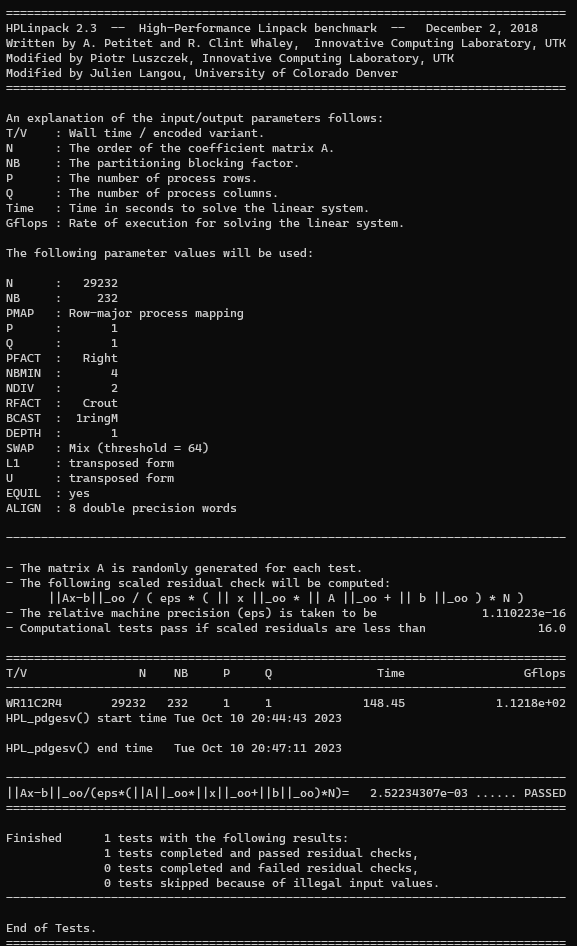 ================================================================================
HPLinpack 2.3  --  High-Performance Linpack benchmark  --   December 2, 2018
Written by A. Petitet and R. Clint Whaley,  Innovative Computing Laboratory, UTK
Modified by Piotr Luszczek, Innovative Computing Laboratory, UTK
Modified by Julien Langou, University of Colorado Denver
================================================================================

An explanation of the input/output parameters follows:
T/V    : Wall time / encoded variant.
N      : The order of the coefficient matrix A.
NB     : The partitioning blocking factor.
P      : The number of process rows.
Q      : The number of process columns.
Time   : Time in seconds to solve the linear system.
Gflops : Rate of execution for solving the linear system.

The following parameter values will be used:

N      :   29232
NB     :     232
PMAP   : Row-major process mapping
P      :       1
Q      :       1
PFACT  :   Right
NBMIN  :       4
NDIV   :       2
RFACT  :   Crout
BCAST  :  1ringM
DEPTH  :       1
SWAP   : Mix (threshold = 64)
L1     : transposed form
U      : transposed form
EQUIL  : yes
ALIGN  : 8 double precision words

--------------------------------------------------------------------------------

- The matrix A is randomly generated for each test.
- The following scaled residual check will be computed:
      ||Ax-b||_oo / ( eps * ( || x ||_oo * || A ||_oo + || b ||_oo ) * N )
- The relative machine precision (eps) is taken to be               1.110223e-16
- Computational tests pass if scaled residuals are less than                16.0

================================================================================
T/V                N    NB     P     Q               Time                 Gflops
--------------------------------------------------------------------------------
WR11C2R4       29232   232     1     1             148.45             1.1218e+02
HPL_pdgesv() start time Tue Oct 10 20:44:43 2023

HPL_pdgesv() end time   Tue Oct 10 20:47:11 2023

--------------------------------------------------------------------------------
||Ax-b||_oo/(eps*(||A||_oo*||x||_oo+||b||_oo)*N)=   2.52234307e-03 ...... PASSED
================================================================================

Finished      1 tests with the following results:
              1 tests completed and passed residual checks,
              0 tests completed and failed residual checks,
              0 tests skipped because of illegal input values.
--------------------------------------------------------------------------------

End of Tests.
================================================================================